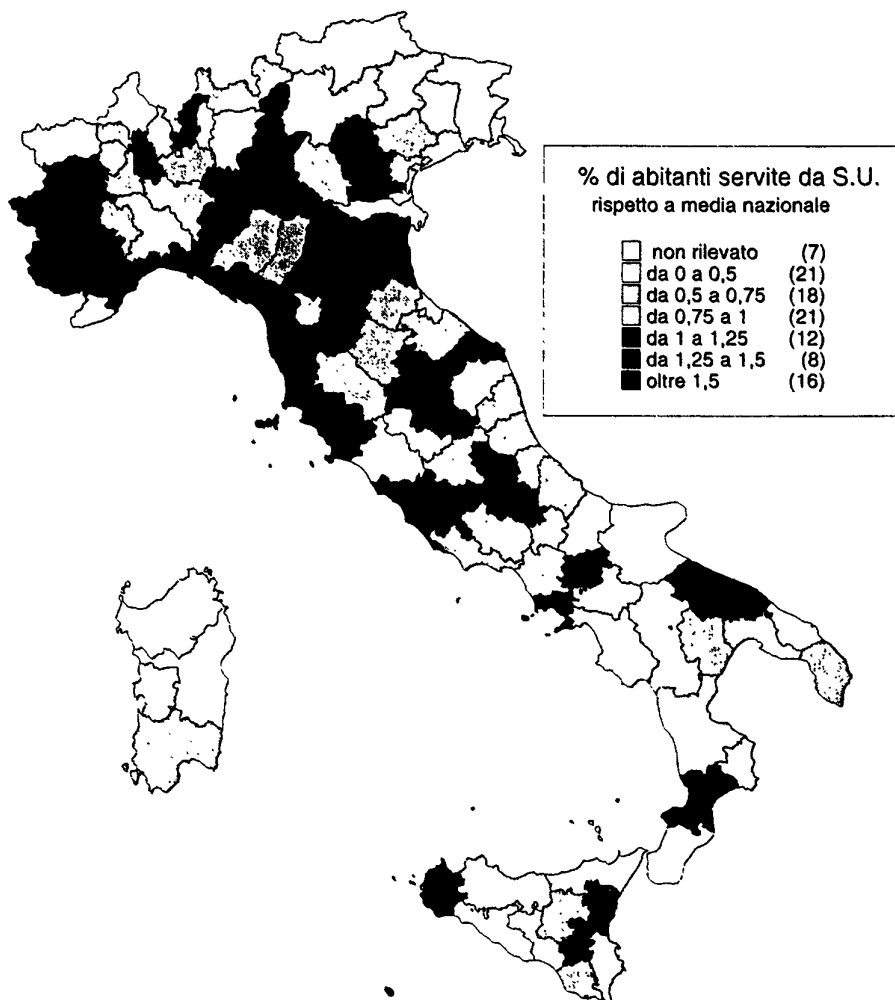 % di abitanti servite da S.U.
rispetto a media nazionale
non rilevato (7)
da 0 a 0,5 (21)
da 0,5 a 0,75 (18)
da 0,75 a 1 (21)
da 1 a 1,25 (12)
da 1,25 a 1,5 (8)
oltre 1,5 (16)